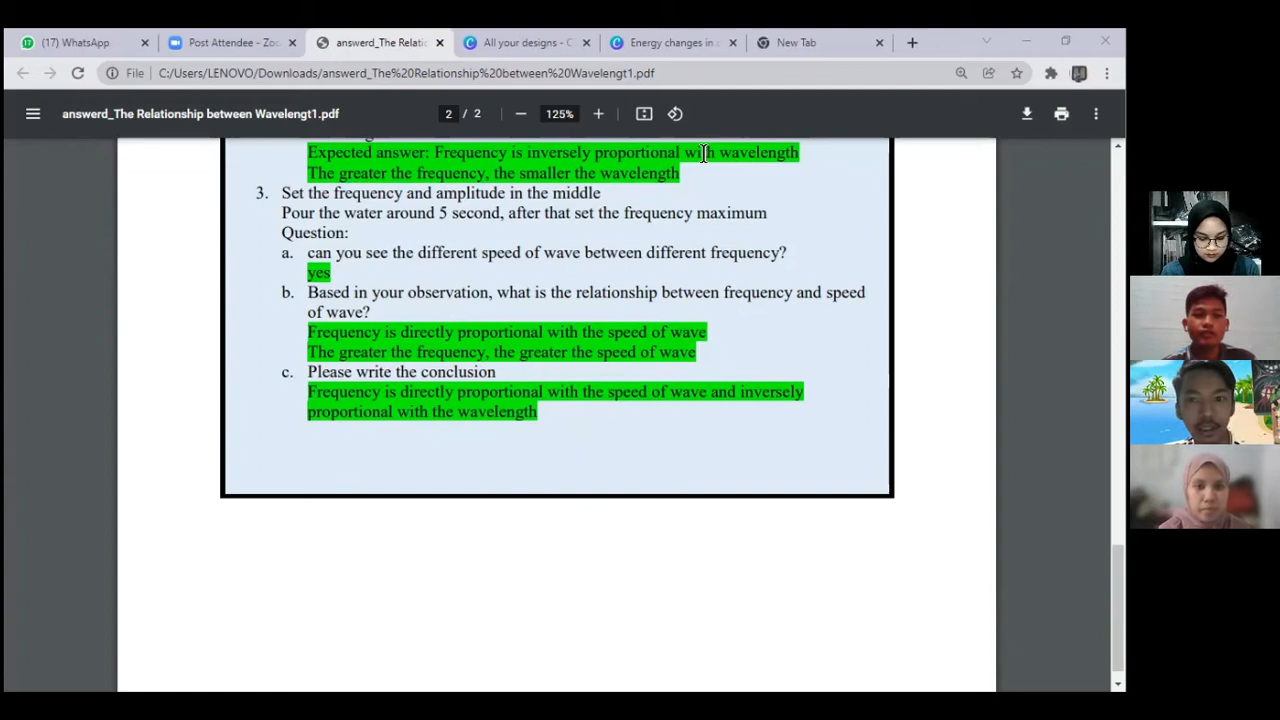 (17) WhatsApp
Post Attendee - Zoo
answerd_The Relatio
All your designs - C
Energy changes in c
New Tab
File
C:/Users/LENOVO/Downloads/answerd_The%20Relationship%20between%20Wavelengt1.pdf
answerd_The Relationship between Wavelengt1.pdf
2 / 2
125%
Expected answer: Frequency is inversely proportional with wavelength
The greater the frequency, the smaller the wavelength
3. Set the frequency and amplitude in the middle
Pour the water around 5 second, after that set the frequency maximum
Question:
a. can you see the different speed of wave between different frequency?
yes
b. Based in your observation, what is the relationship between frequency and speed
of wave?
Frequency is directly proportional with the speed of wave
The greater the frequency, the greater the speed of wave
c. Please write the conclusion
Frequency is directly proportional with the speed of wave and inversely
proportional with the wavelength